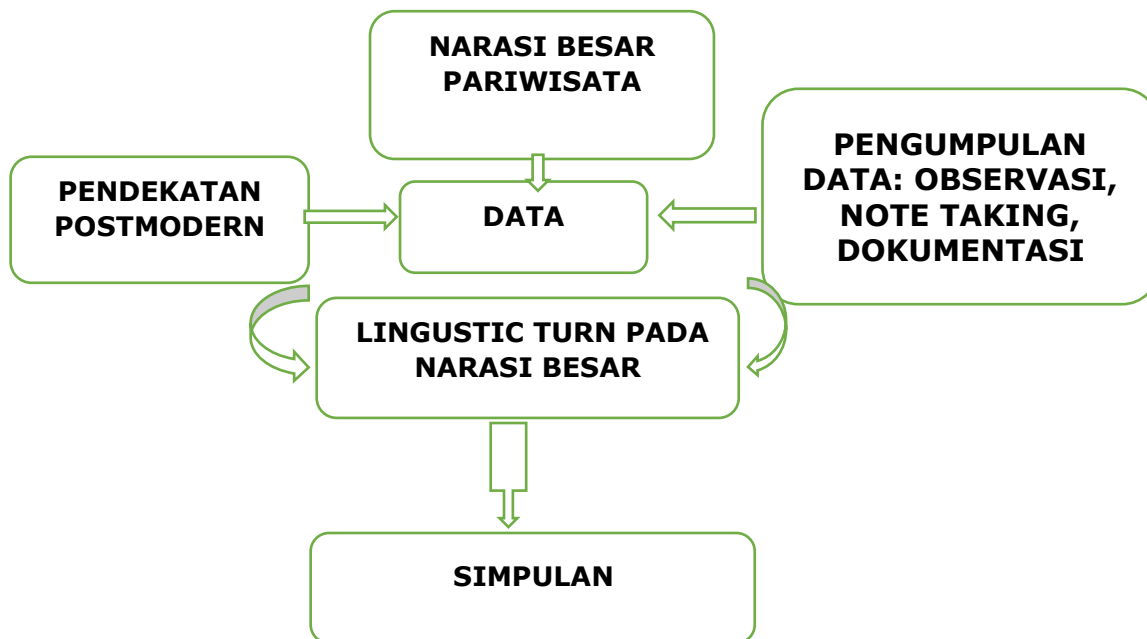 NARASI BESAR
PARIWISATA
PENDEKATAN
POSTMODERN
DATA
PENGUMPULAN
DATA: OBSERVASI,
NOTE TAKING,
DOKUMENTASI
LINGUSTIC TURN PADA
NARASI BESAR
SIMPULAN